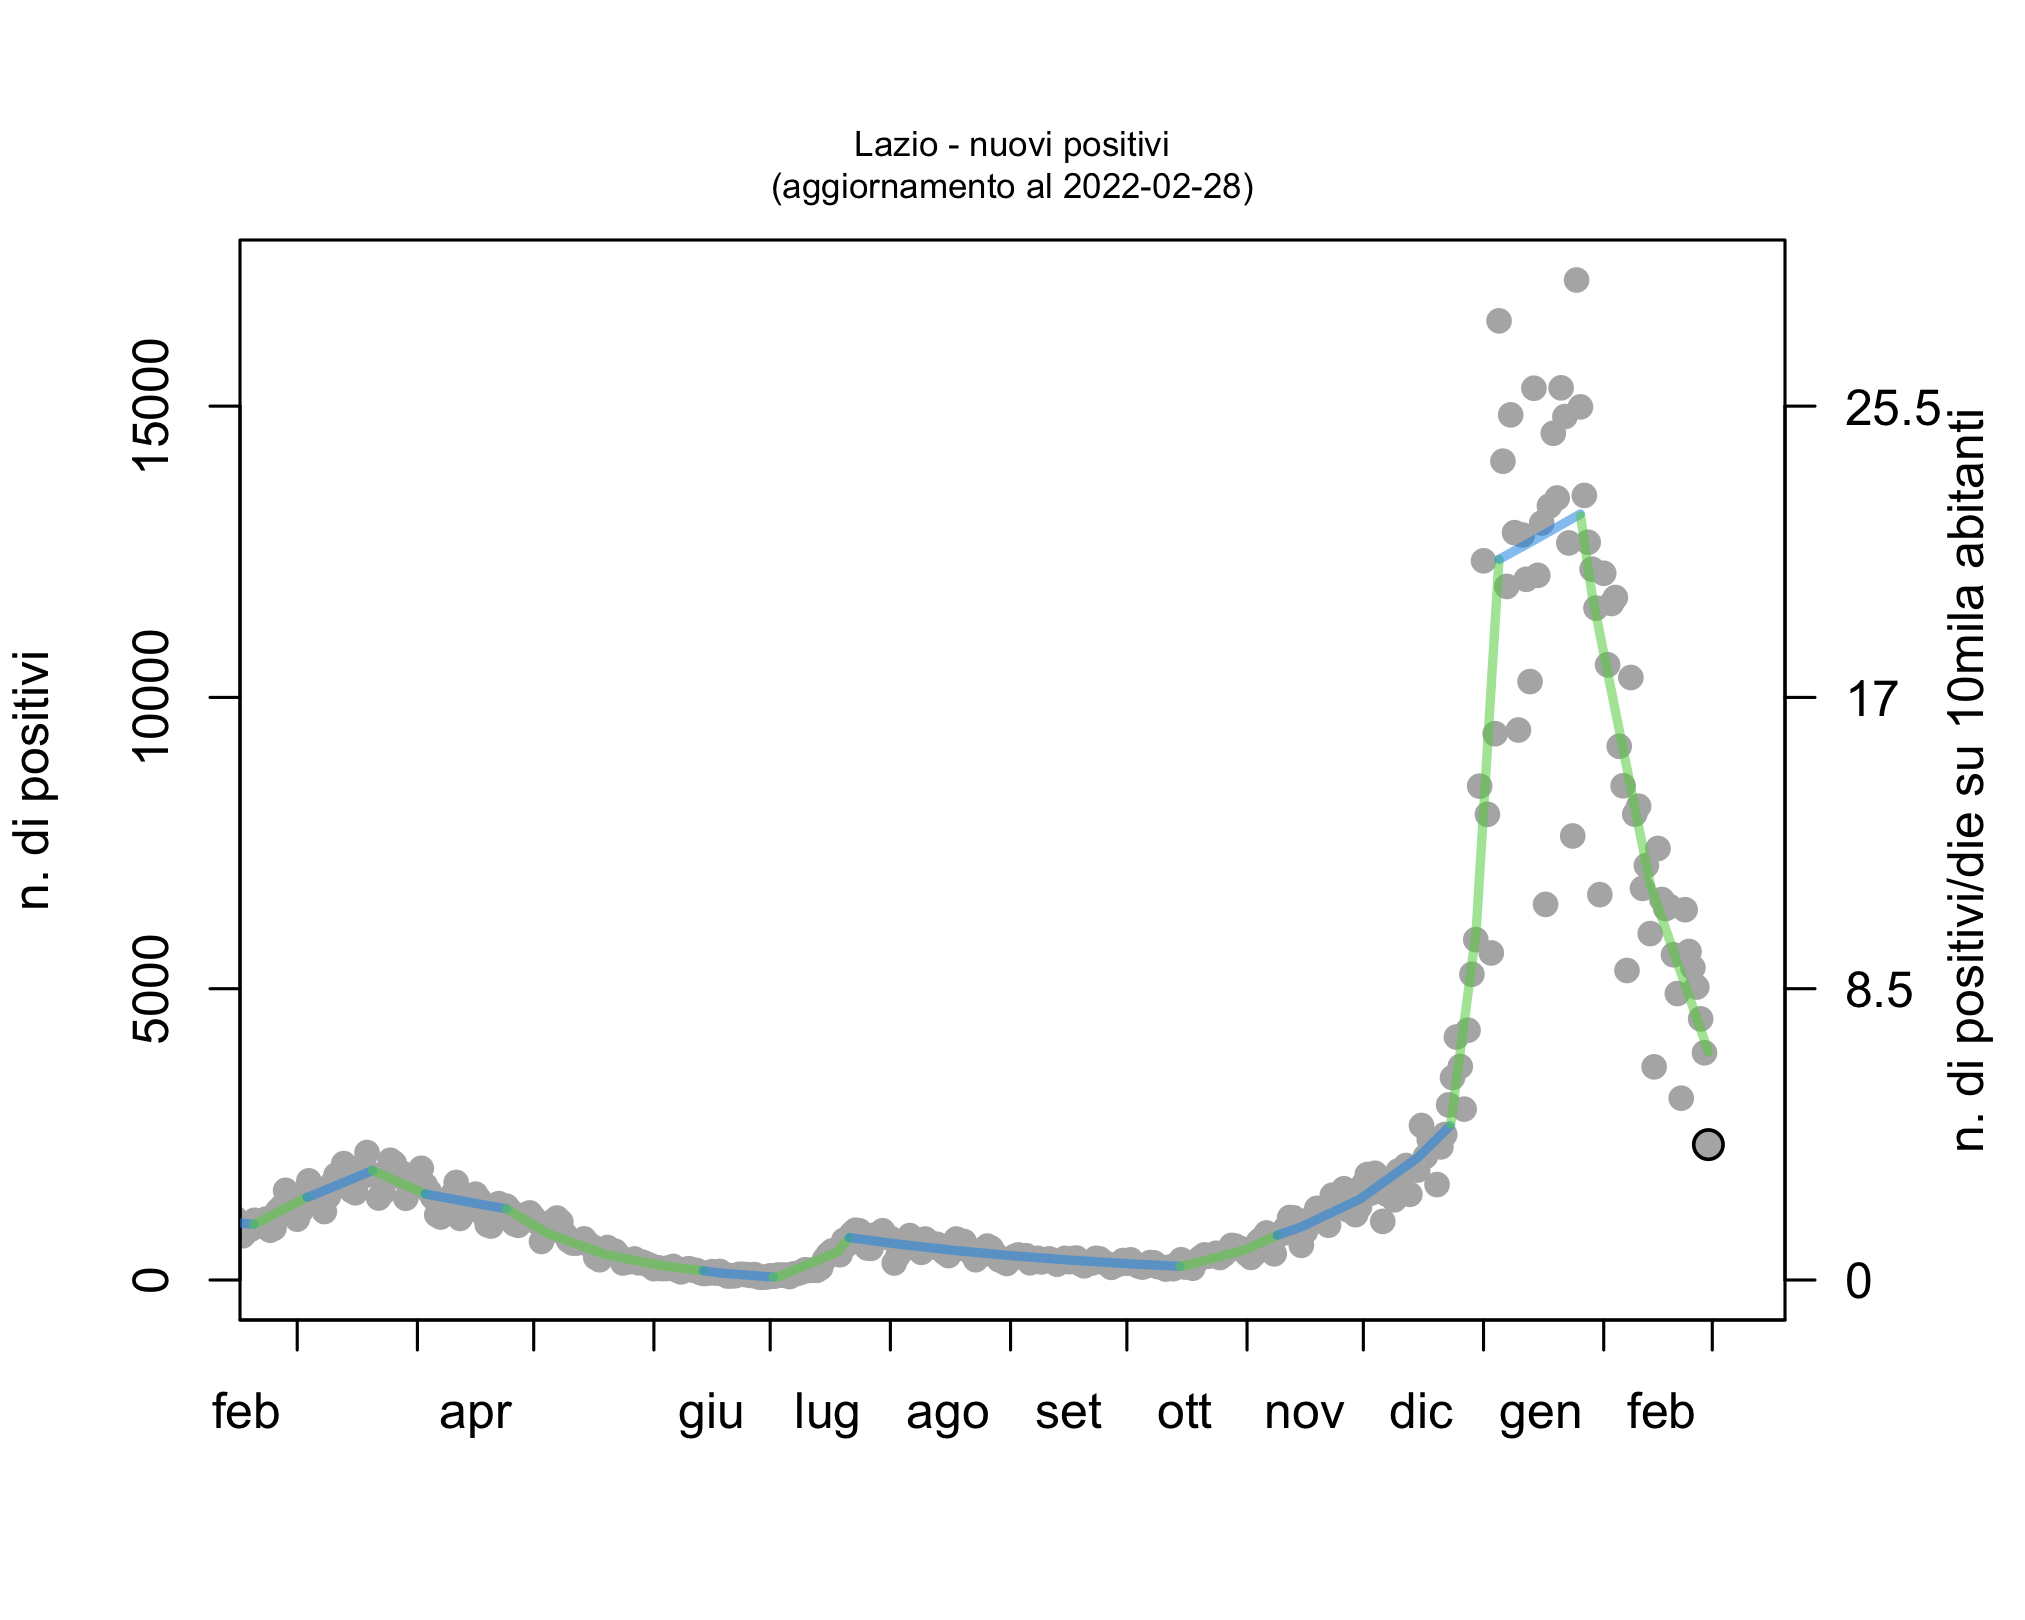 Lazio - nuovi positivi
(aggiornamento al 2022-02-28)
n. di positivi
15000
10000
5000
0
25.5
17
8.5
0
n. di positivi/die su 10mila abitanti
feb apr giu lug ago set ott nov dic gen feb